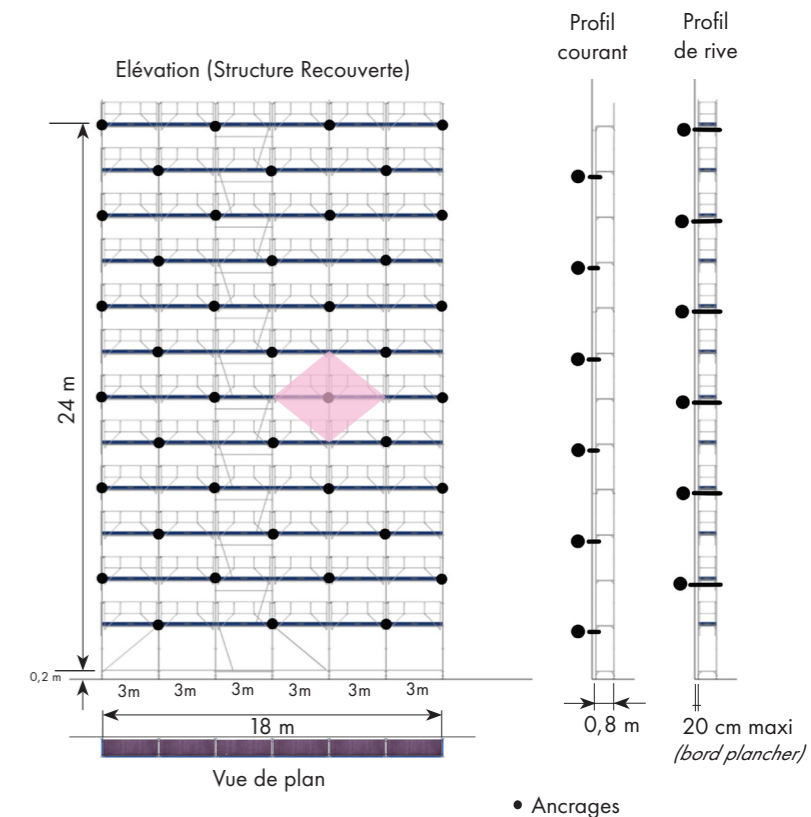 Profil
courant
Profil
de rive
Elévation (Structure Recouverte)
24 m
0,2 m
3m 3m 3m 3m 3m 3m
18 m
0,8 m
20 cm maxi
(bord plancher)
Vue de plan
• Ancrages